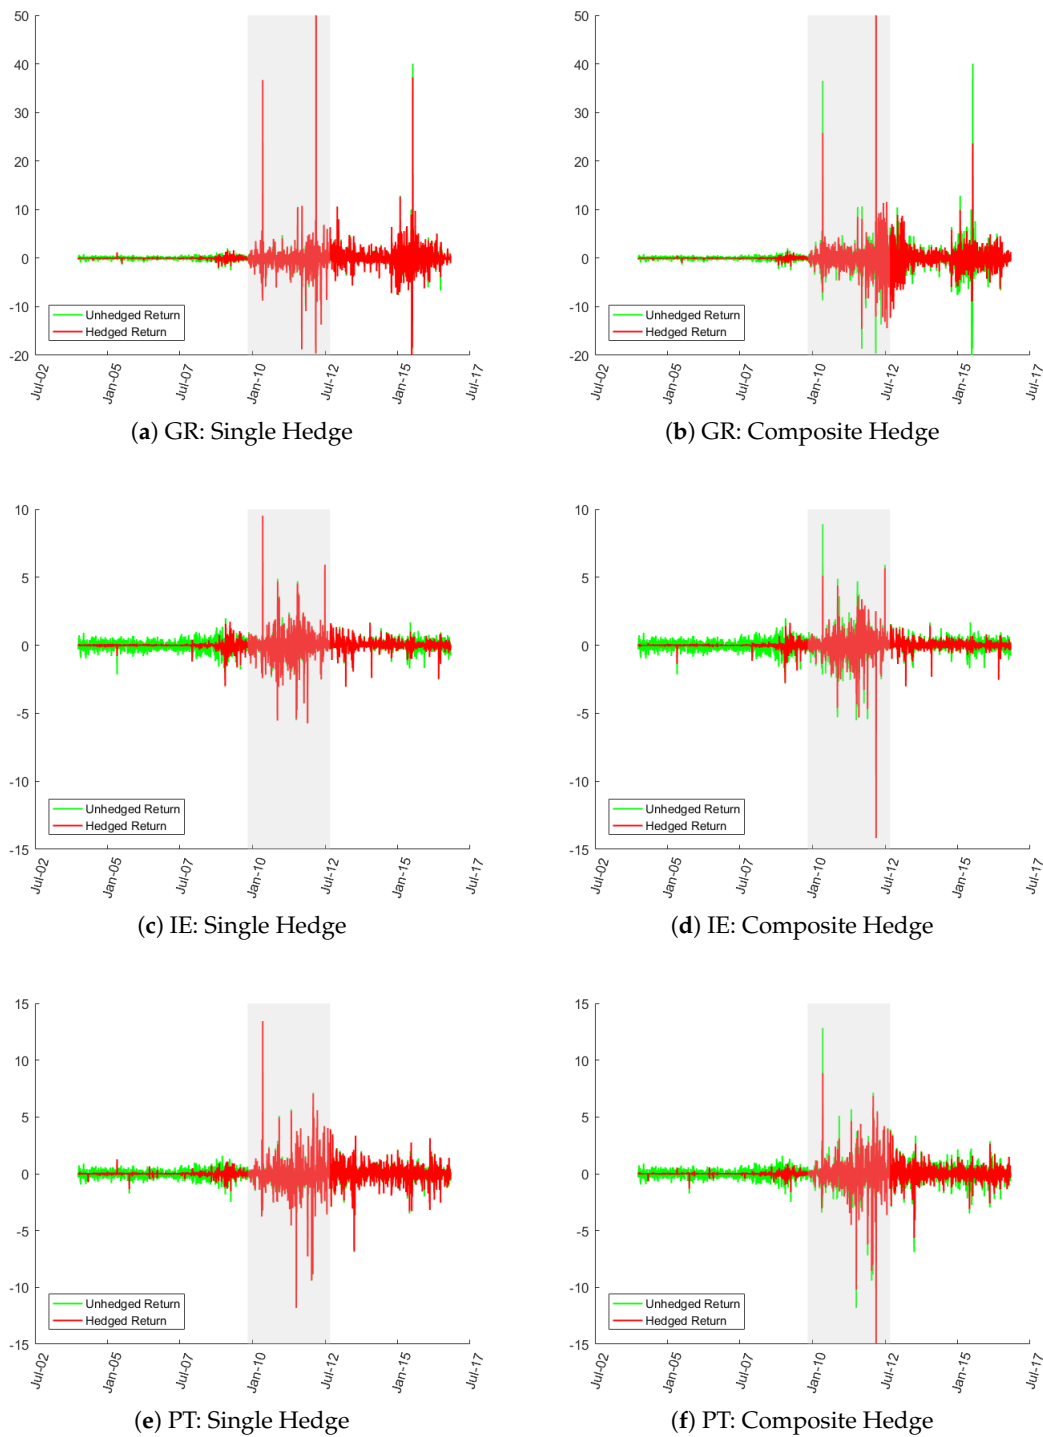 50
40
30
20
10
0
-10
-20
Unhedged Return
Hedged Return
Jul-02
Jan-05
Jul-07
Jan-10
Jul-12
Jan-15
Jul-17
(a) GR: Single Hedge
50
40
30
20
10
0
-10
-20
Unhedged Return
Hedged Return
Jul-02
Jan-05
Jul-07
Jan-10
Jul-12
Jan-15
Jul-17
(b) GR: Composite Hedge
10
5
0
-5
-10
-15
Unhedged Return
Hedged Return
Jul-02
Jan-05
Jul-07
Jan-10
Jul-12
Jan-15
Jul-17
(c) IE: Single Hedge
10
5
0
-5
-10
-15
Unhedged Return
Hedged Return
Jul-02
Jan-05
Jul-07
Jan-10
Jul-12
Jan-15
Jul-17
(d) IE: Composite Hedge
15
10
5
0
-5
-10
-15
Unhedged Return
Hedged Return
Jul-02
Jan-05
Jul-07
Jan-10
Jul-12
Jan-15
Jul-17
(e) PT: Single Hedge
15
10
5
0
-5
-10
-15
Unhedged Return
Hedged Return
Jul-02
Jan-05
Jul-07
Jan-10
Jul-12
Jan-15
Jul-17
(f) PT: Composite Hedge